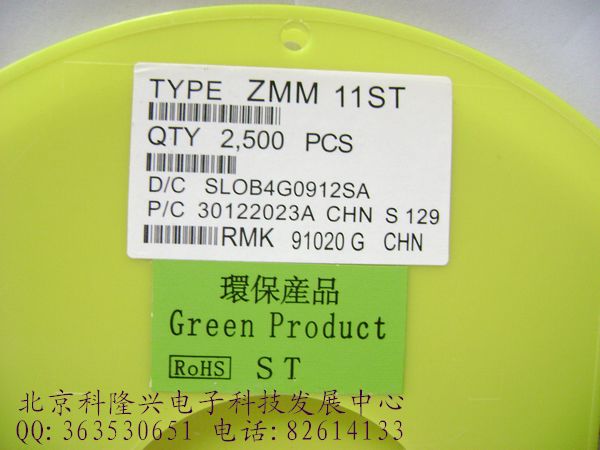 TYPE ZMM 11ST
QTY 2,500 PCS
D/C SLOB4G0912SA
P/C 30122023A CHN S 129
RMK 91020 G CHN
環保産品
Green Product
RoHS ST
北京科隆兴电子科技发展中心
QQ:363530651 电话:82614133